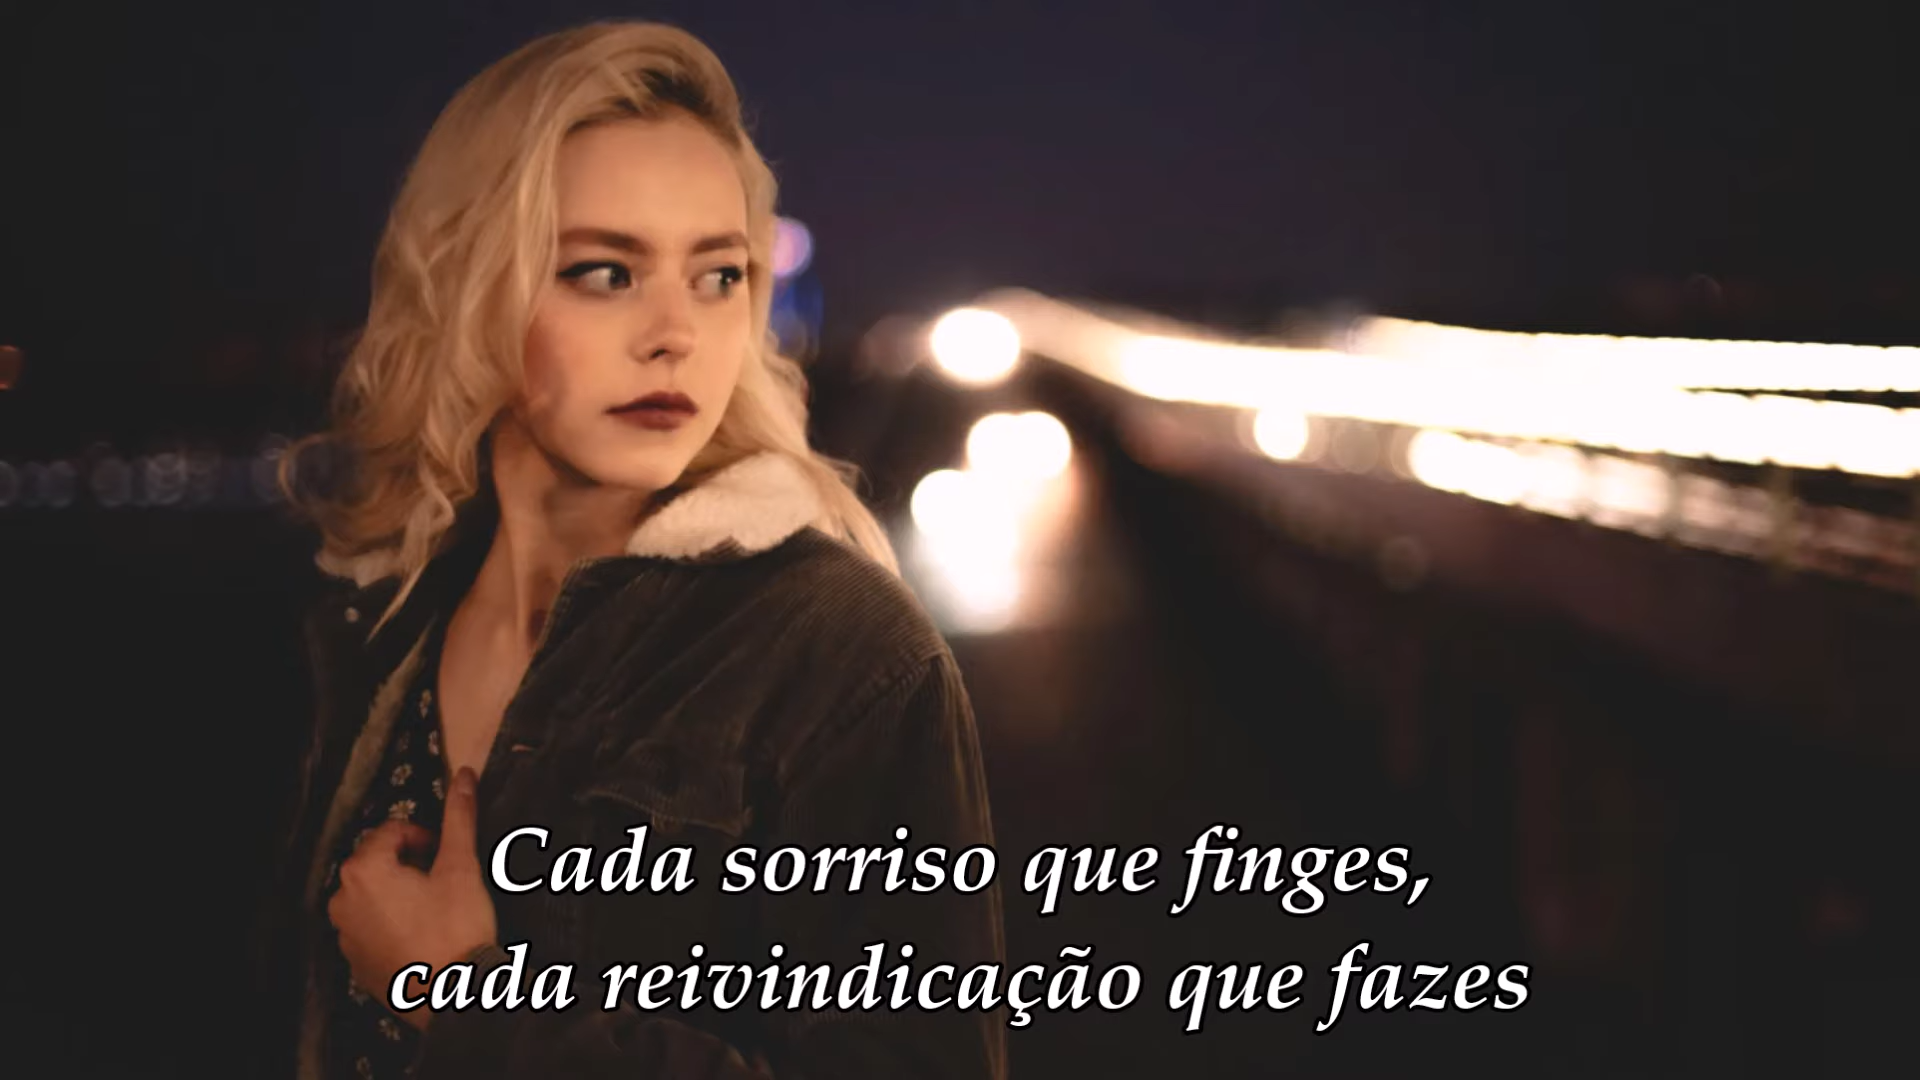 Cada sorriso que finges,
cada reivindicação que fazes